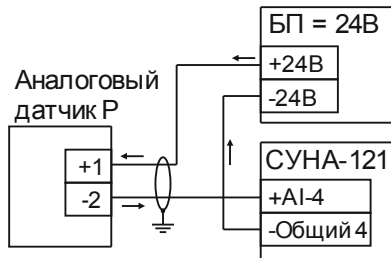 БП = 24В
+24В
-24В
Аналоговый
датчик Р
+1
-2
СУНА-121
+AI-4
-Общий 4